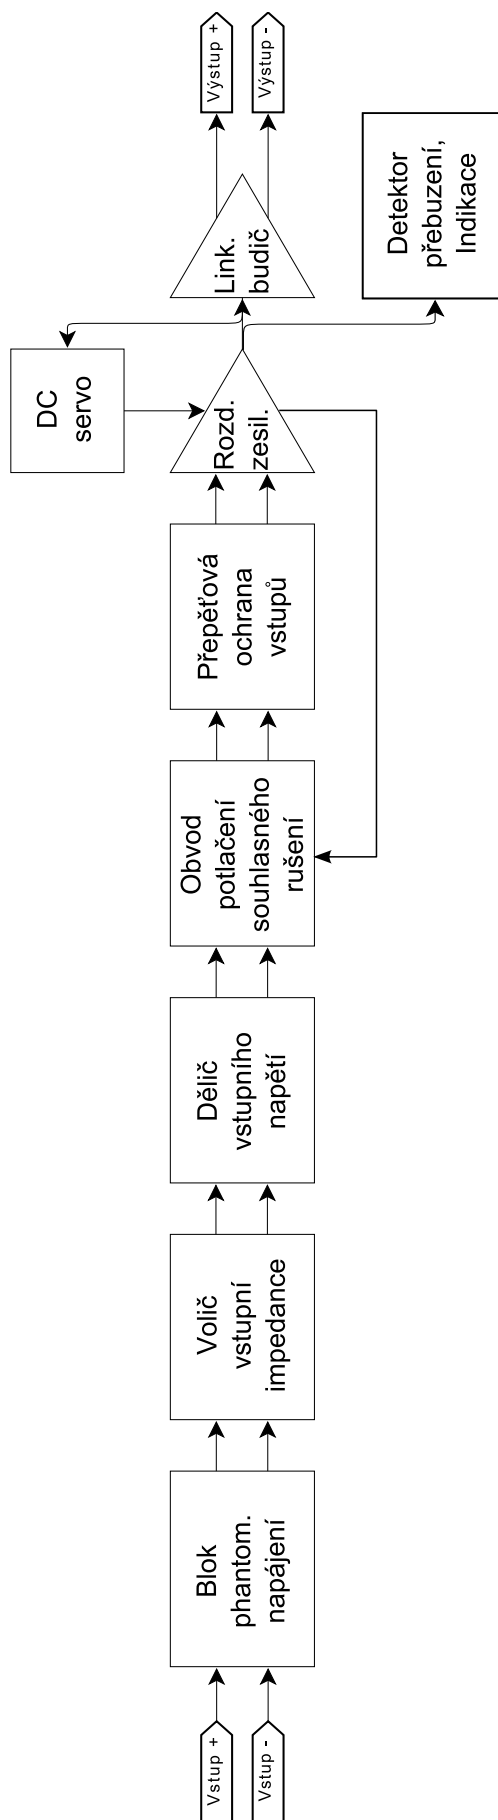 Vstup +
Vstup -
Blok
phantom.
napájení
Volič
vstupní
impedance
Dělič
vstupního
napětí
Obvod
potlačení
souhlasného
rušení
Přepěťová
ochrana
vstupů
Rozd.
zesil.
DC
servo
Link.
budič
Detektor
přebuzení,
Indikace
Výstup +
Výstup -